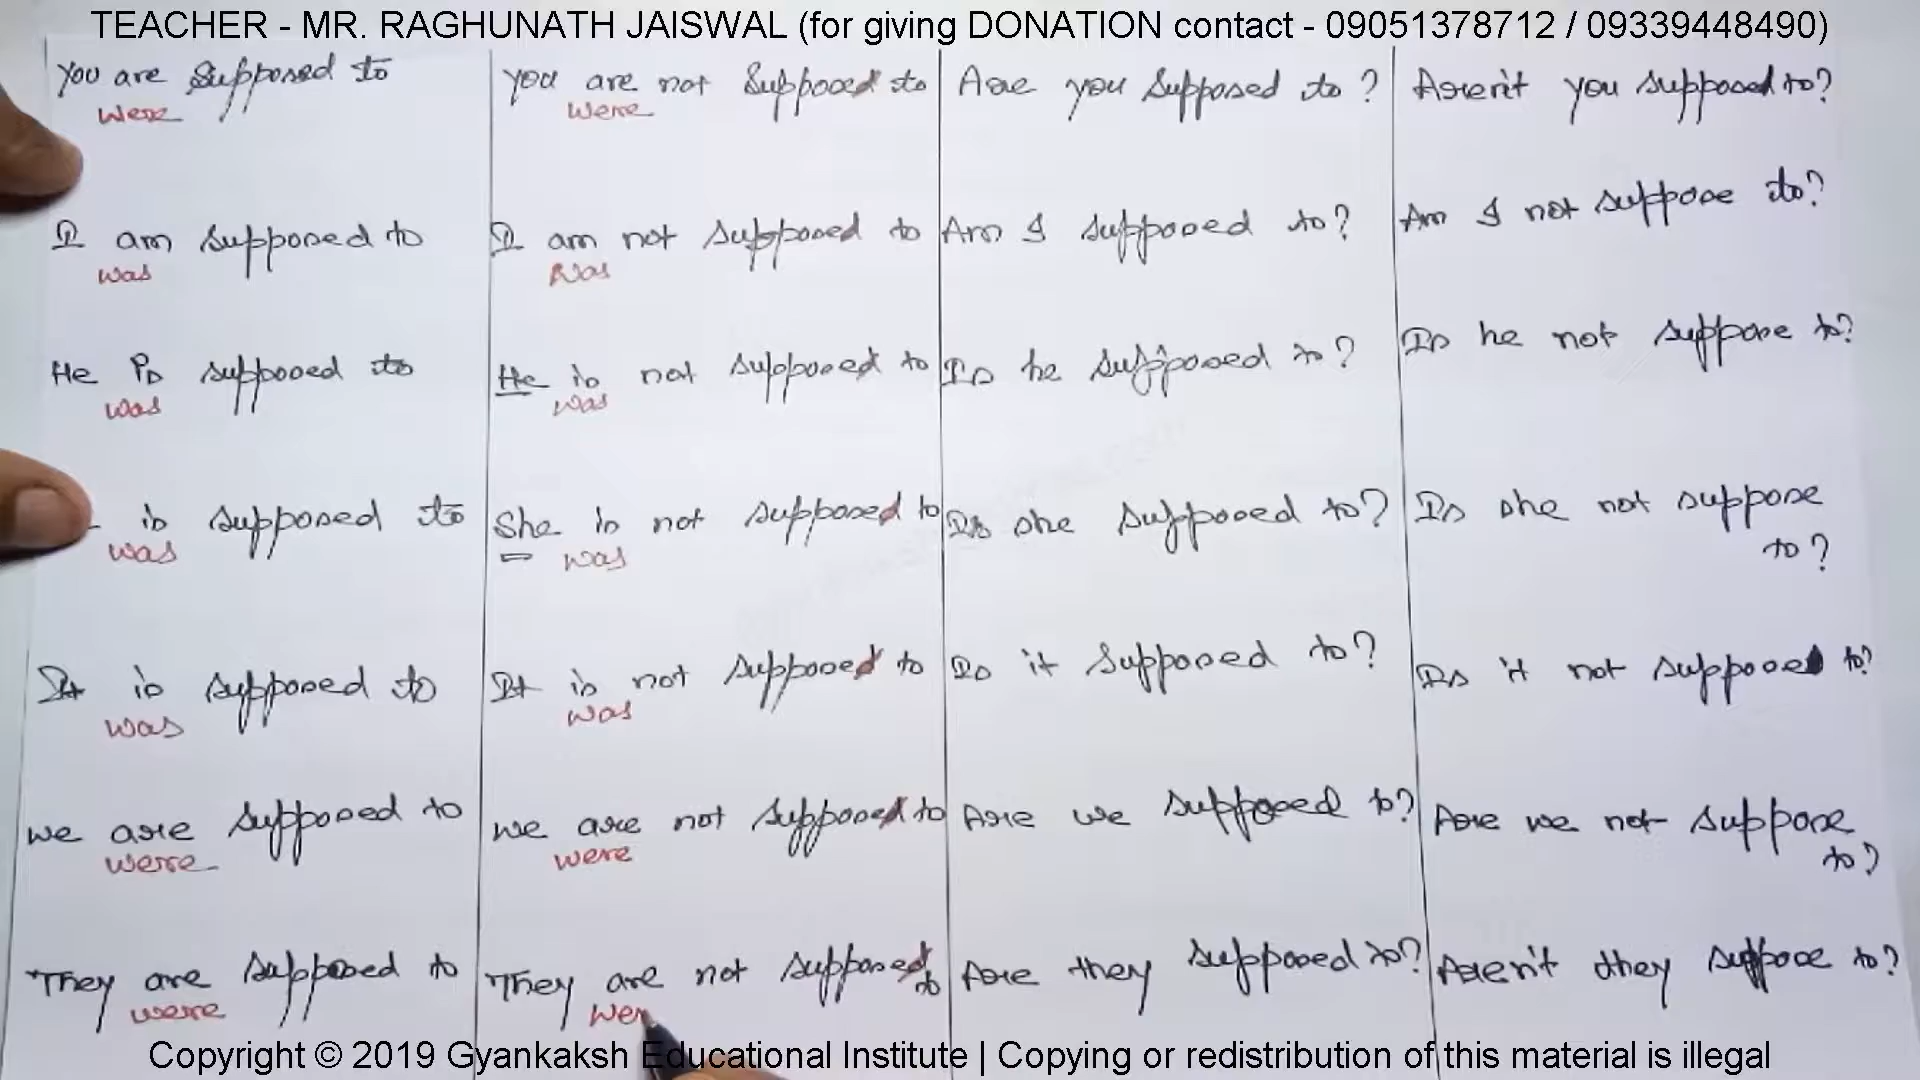 TEACHER - MR. RAGHUNATH JAISWAL (for giving DONATION contact - 09051378712 / 09339448490)
You are supposed to
were
You are not supposed to
were
Are you supposed to ?
Aren't you supposed to?
I am supposed to
was
I am not supposed to
was
Am I supposed to?
Am I not suppose to?
He is supposed to
was
He is not supposed to
was
Is he supposed to ?
Is he not suppose to?
is supposed to
was
She is not supposed to
was
Is she supposed to?
Is she not suppose
to?
It is supposed to
was
It is not supposed to
was
Is it supposed to?
Is it not supposed to?
we are supposed to
were
we are not supposed to
were
Are we supposed to?
Are we not suppose
to?
They are supposed to
were
They are not supposed
to
wer
Are they supposed to?
Aren't they suppose to?
Copyright © 2019 Gyankaksh Educational Institute | Copying or redistribution of this material is illegal